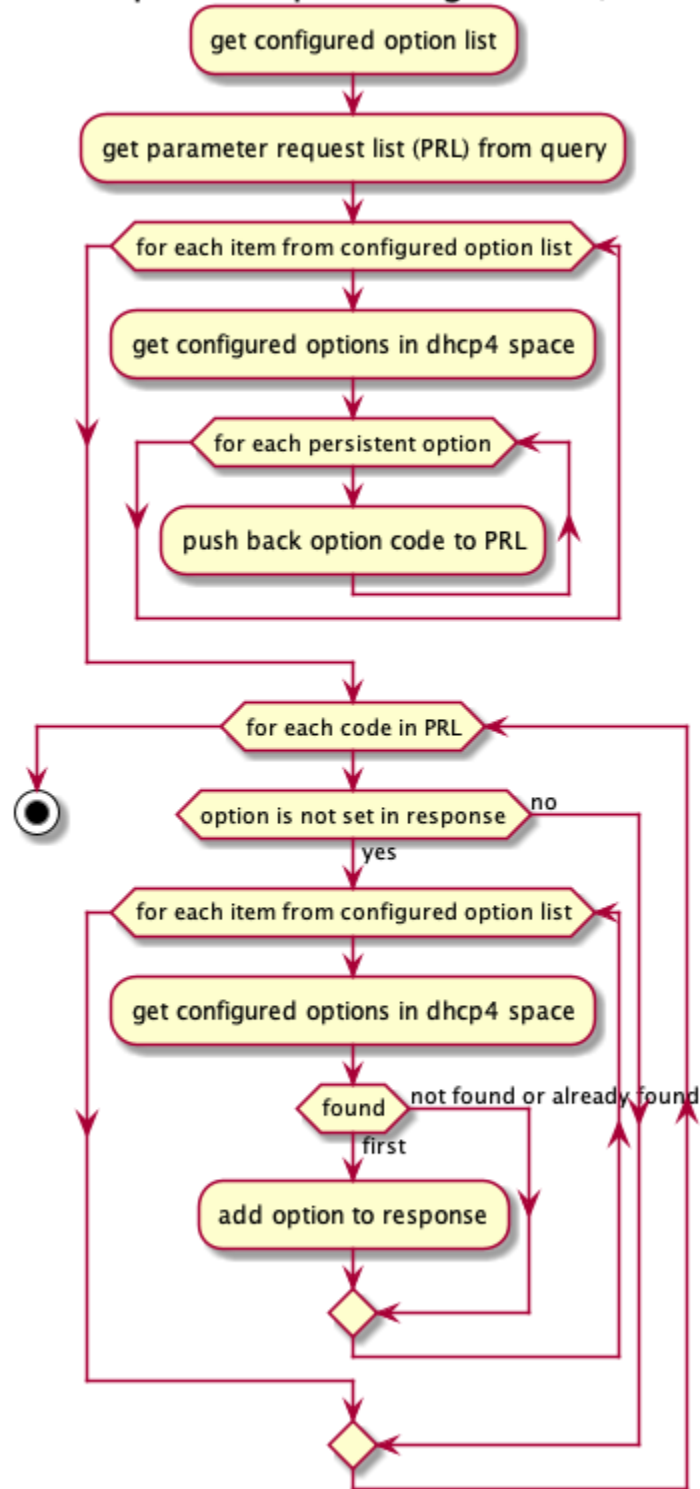 get configured option list
get parameter request list (PRL) from query
for each item from configured option list
get configured options in dhcp4 space
for each persistent option
push back option code to PRL
for each code in PRL
option is not set in response
no
yes
for each item from configured option list
get configured options in dhcp4 space
found
not found or already found
first
add option to response